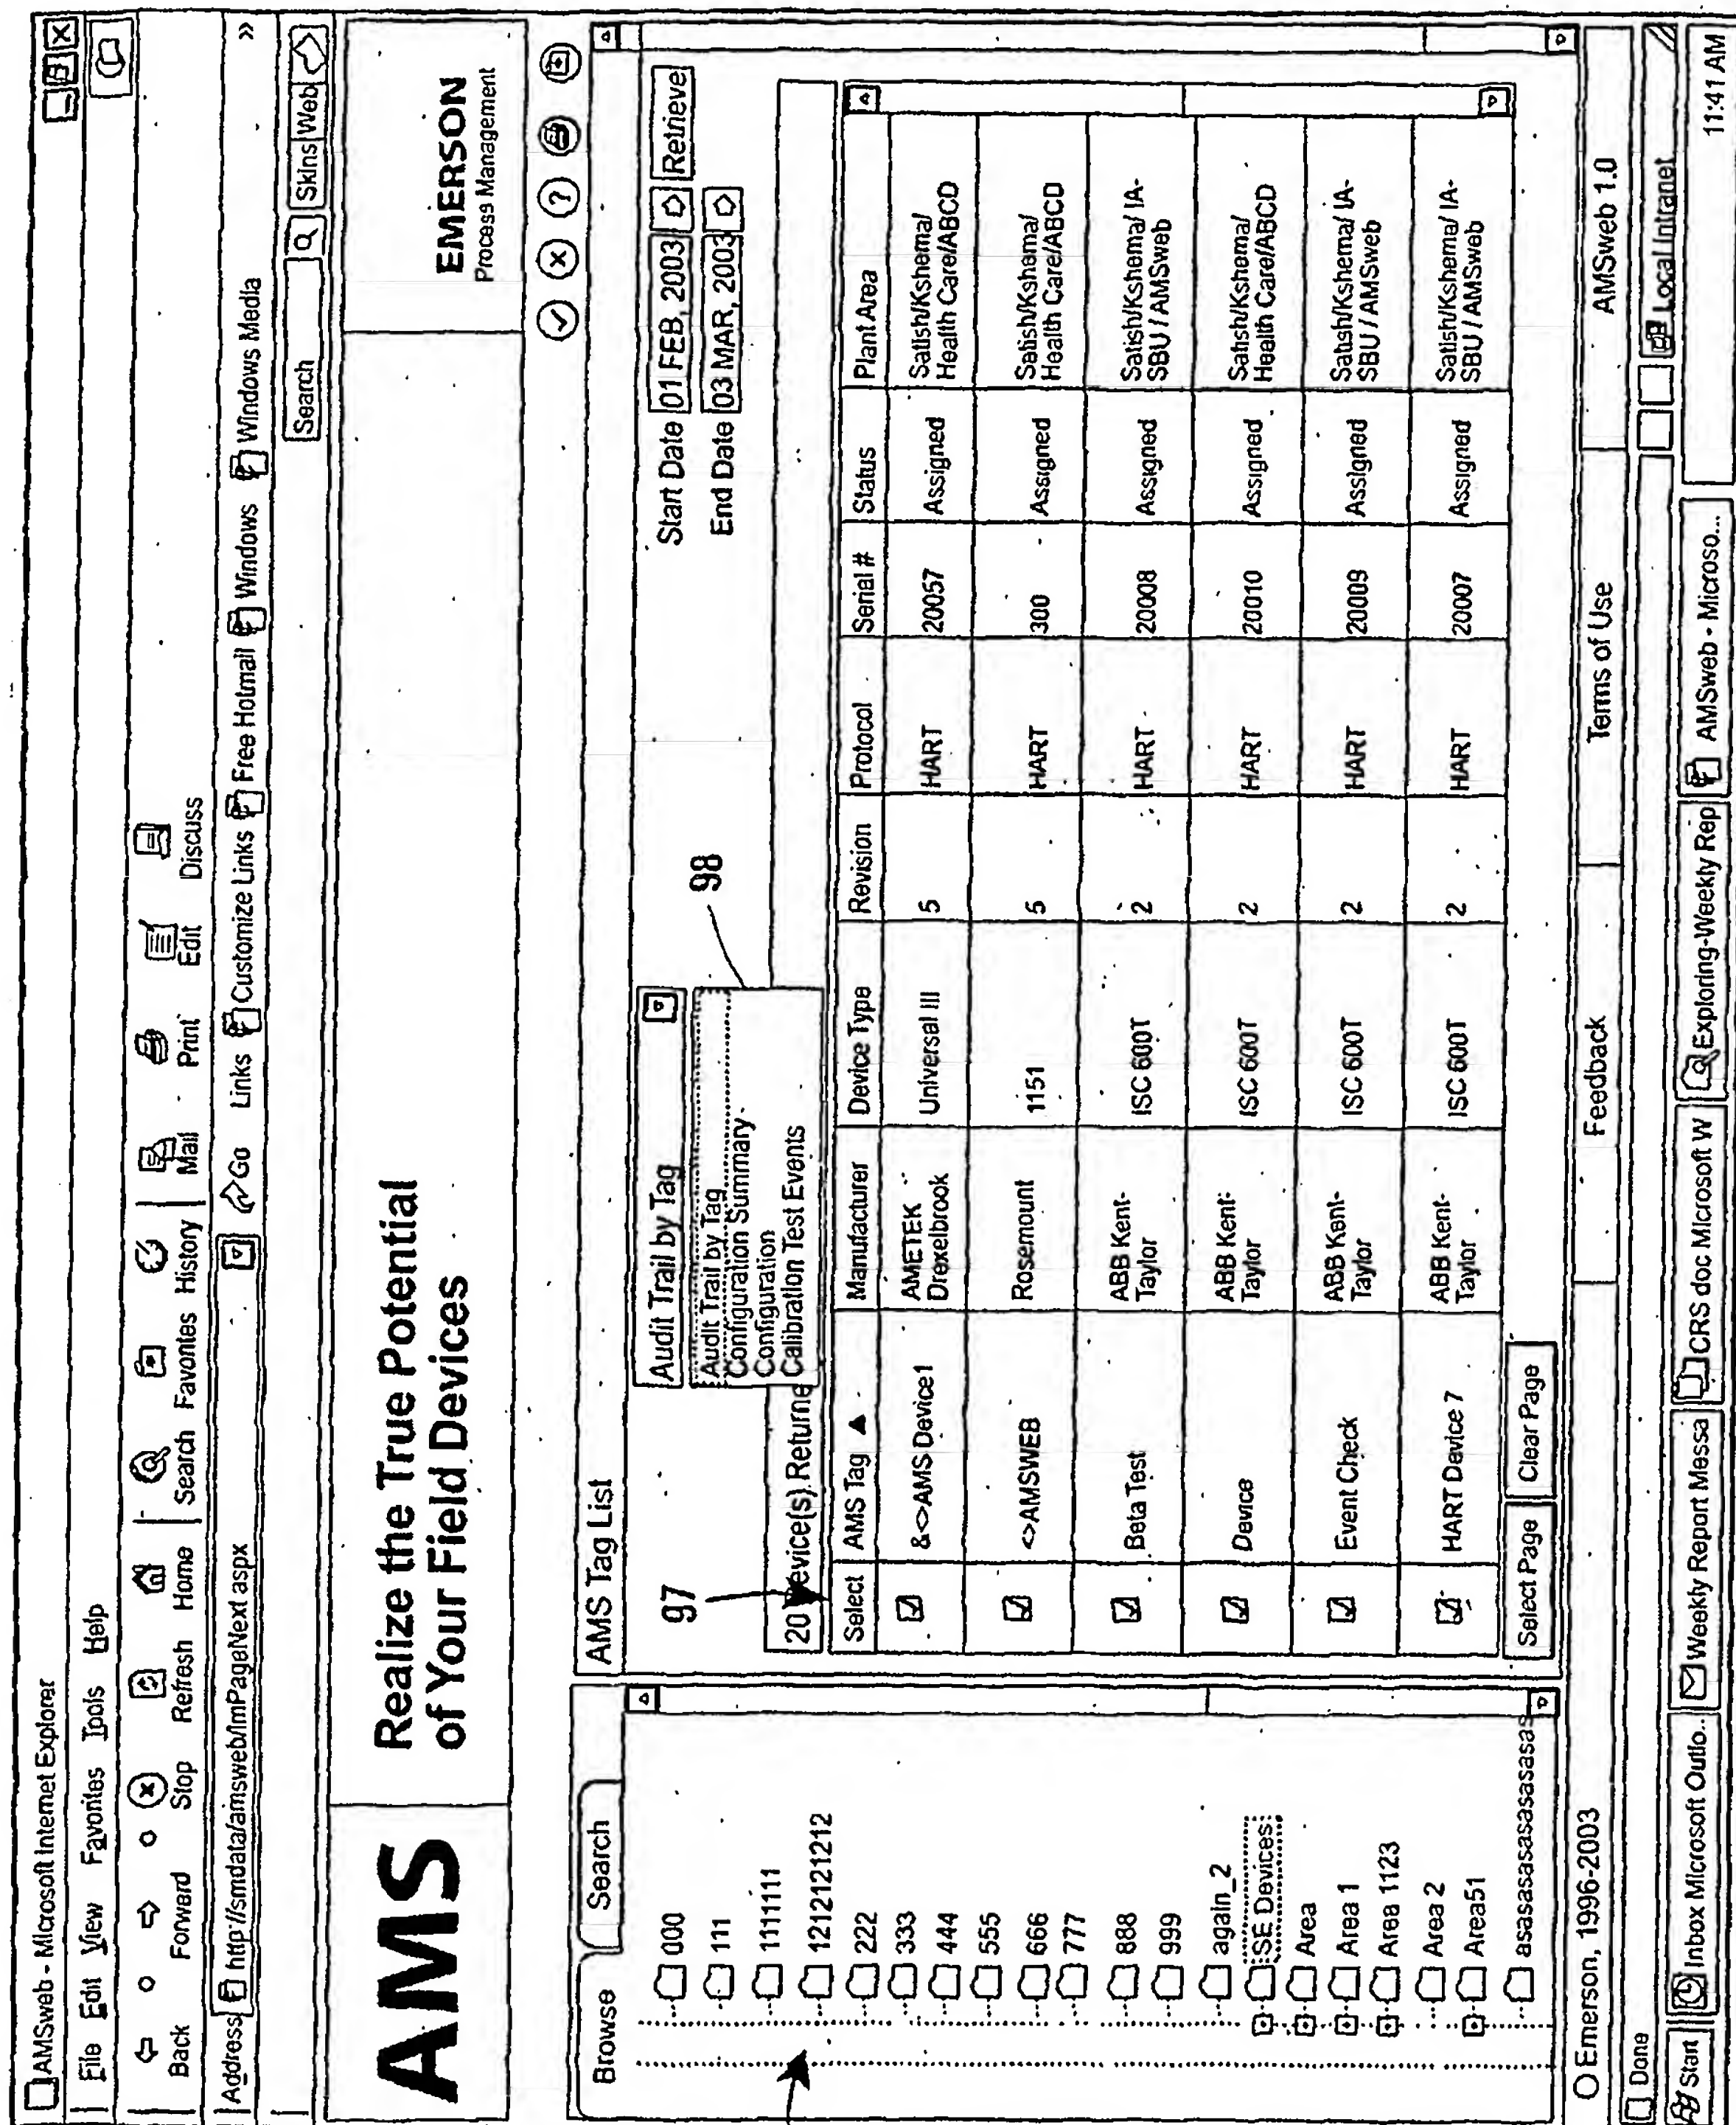 AMSweb - Microsoft Internet Explorer
File Edit View Favorites Tools Help
Back Forward Stop Refresh Home Search Favorites History Mail Print Edit Discuss
Address http://smdata/amsweb/ImPageNext aspx Go Links Customize Links Free Hotmail Windows Windows Media »
Search Skins Web
AMS
Realize the True Potential
of Your Field Devices
EMERSON
Process Management
Browse Search
000
111
1111111
12121212121212
222
333
444
555
666
777
888
999
again_2
SE Devices
Area
Area 1
Area 1123
Area 2
Area51
AMS Tag List
97
98
Audit Trail by Tag
Audit Trail by Tag
Configuration Summary
Configuration
Calibration Test Events
Start Date 01 FEB, 2003 Retrieve
End Date 03 MAR, 2003
20 Device(s) Returne
Select AMS Tag ▲ Manufacturer Device Type Revision Protocol Serial # Status Plant Area
&<>AMS Device1 AMETEK Drexelbrook Universal III 5 HART 20057 Assigned Satish/Kshema/ Health Care/ABCD
<>AMSWEB Rosemount 1151 5 HART 300 Assigned Satish/Kshema/ Health Care/ABCD
Beta Test ABB Kent-Taylor ISC 600T 2 HART 20008 Assigned Satish/Kshema/ IA-SBU / AMSweb
Device ABB Kent-Taylor ISC 600T 2 HART 20010 Assigned Satish/Kshema/ Health Care/ABCD
Event Check ABB Kent-Taylor ISC 600T 2 HART 20009 Assigned Satish/Kshema/ IA-SBU / AMSweb
HART Device 7 ABB Kent-Taylor ISC 600T 2 HART 20007 Assigned Satish/Kshema/ IA-SBU / AMSweb
Select Page Clear Page
Emerson, 1996-2003 Feedback Terms of Use AMSweb 1.0
Done Local Intranet
Start Inbox Microsoft Outlo.. Weekly Report Messa CRS doc Microsoft W Exploring-Weekly Rep AMSweb - Microso... 11:41 AM